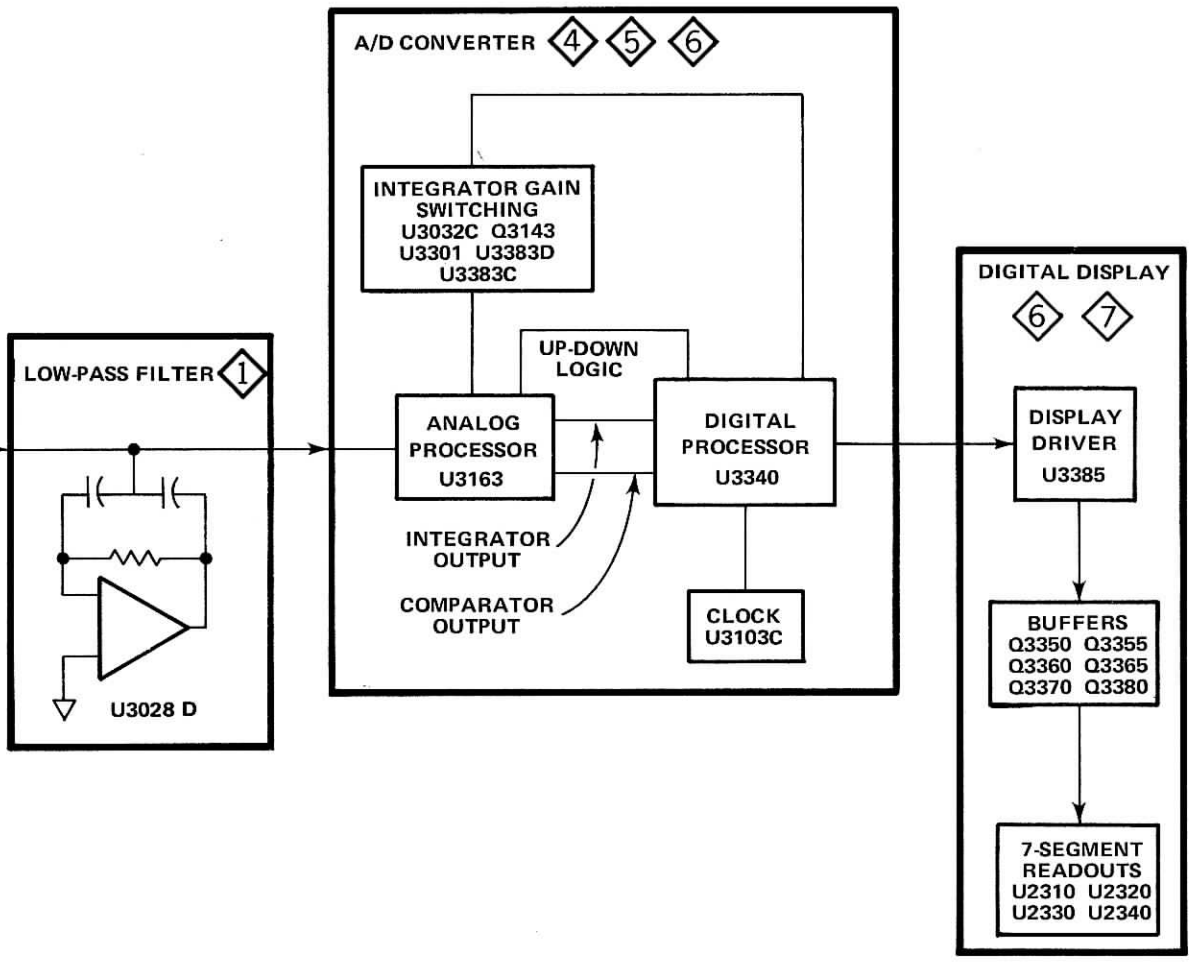 A/D CONVERTER 4 5 6
INTEGRATOR GAIN
SWITCHING
U3032C Q3143
U3301 U3383D
U3383C
DIGITAL DISPLAY
6 7
UP-DOWN
LOGIC
LOW-PASS FILTER 1
ANALOG
PROCESSOR
U3163
DIGITAL
PROCESSOR
U3340
DISPLAY
DRIVER
U3385
INTEGRATOR
OUTPUT
COMPARATOR
OUTPUT
CLOCK
U3103C
U3028 D
BUFFERS
Q3350 Q3355
Q3360 Q3365
Q3370 Q3380
7-SEGMENT
READOUTS
U2310 U2320
U2330 U2340